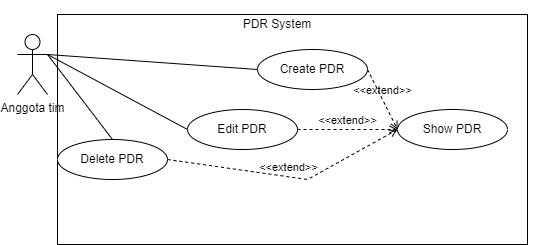 PDR System
Create PDR
<<extend>>
Anggota tim
Edit PDR
<<extend>>
Show PDR
Delete PDR
<<extend>>